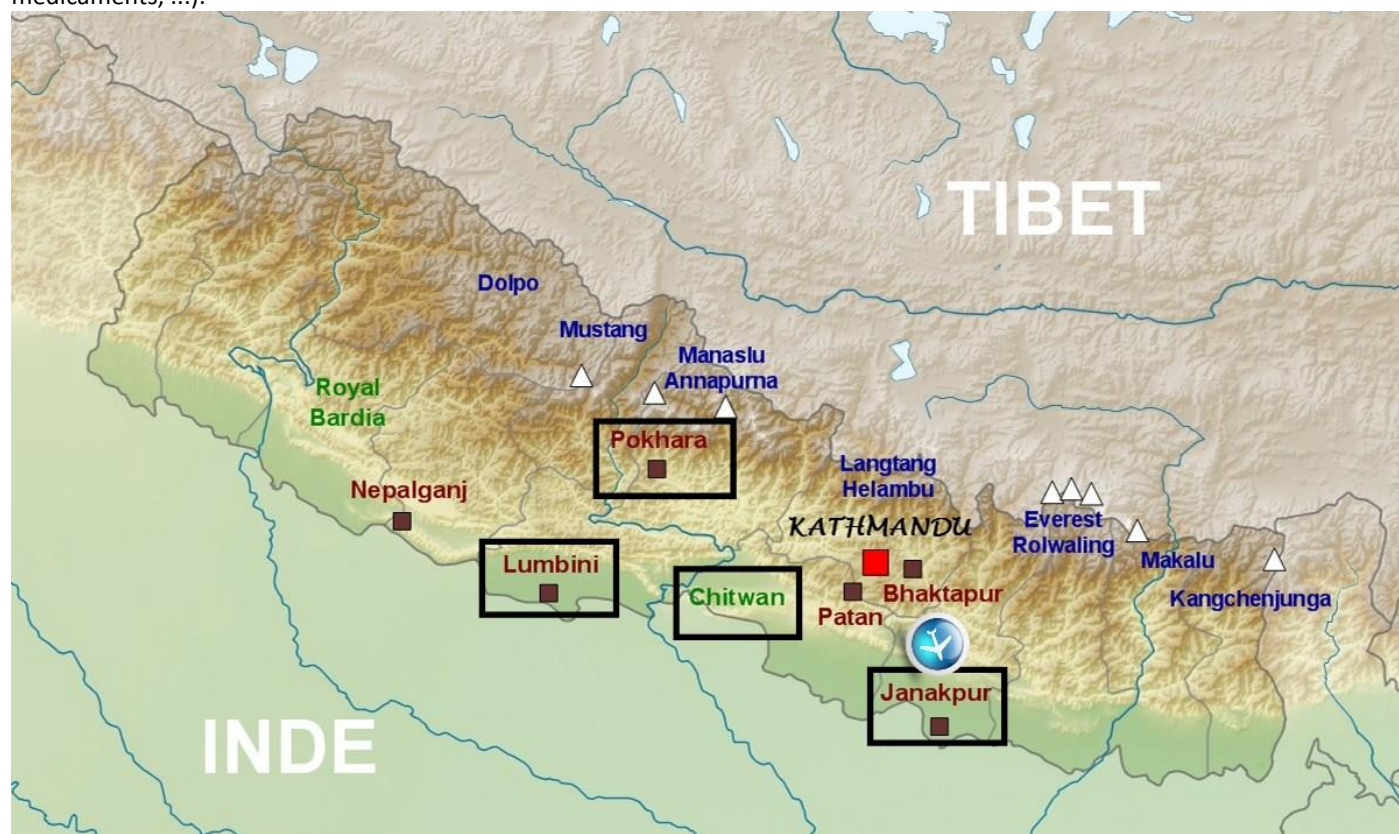 médicaments, ...).
TIBET
Dolpo
Mustang
Manaslu
Annapurna
Royal
Bardia
Pokhara
Langtang
Helambu
Nepalganj
KATHMANDU
Everest
Rolwaling
Lumbini
Makalu
Chitwan
Bhaktapur
Kangchenjunga
Patan
Janakpur
INDE